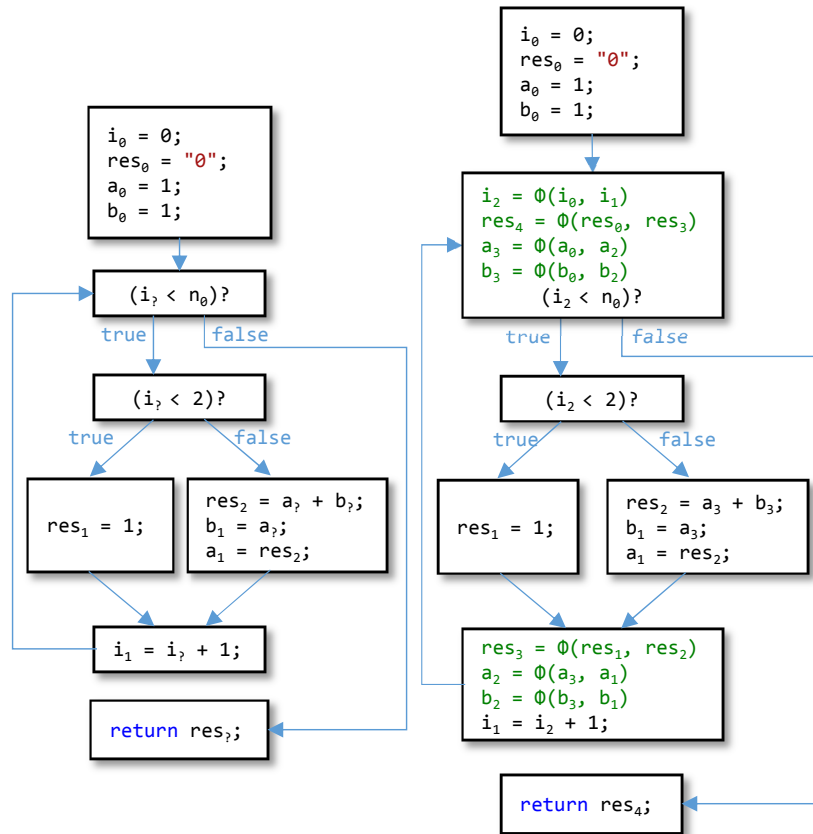 i₀ = 0;
res₀ = "0";
a₀ = 1;
b₀ = 1;
(i? < n₀)?
true
false
(i? < 2)?
true
false
res₁ = 1;
res₂ = a? + b?;
b₁ = a?;
a₁ = res₂;
i₁ = i? + 1;
return res?;
i₀ = 0;
res₀ = "0";
a₀ = 1;
b₀ = 1;
i₂ = Φ(i₀, i₁)
res₄ = Φ(res₀, res₃)
a₃ = Φ(a₀, a₂)
b₃ = Φ(b₀, b₂)
(i₂ < n₀)?
true
false
(i₂ < 2)?
true
false
res₁ = 1;
res₂ = a₃ + b₃;
b₁ = a₃;
a₁ = res₂;
res₃ = Φ(res₁, res₂)
a₂ = Φ(a₃, a₁)
b₂ = Φ(b₃, b₁)
i₁ = i₂ + 1;
return res₄;